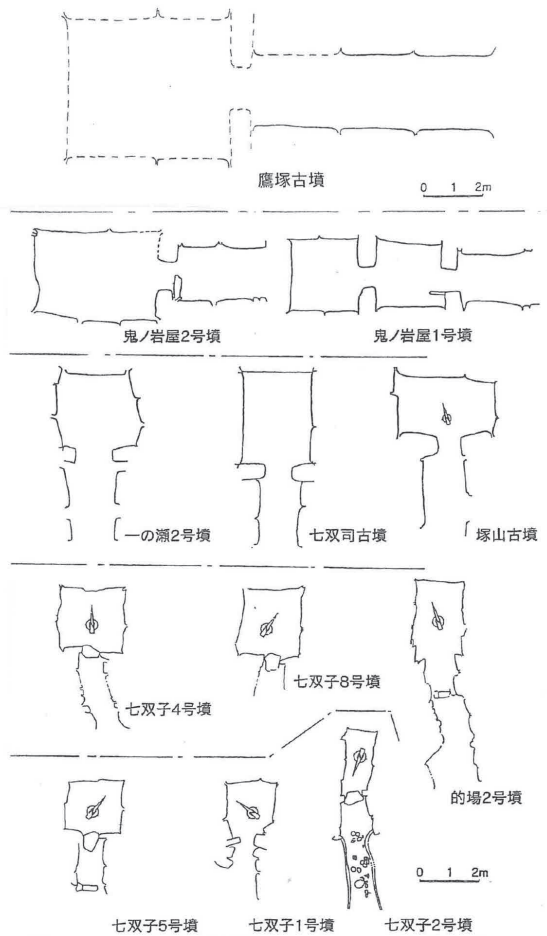 鷹塚古墳
0 1 2m
鬼ノ岩屋2号墳
鬼ノ岩屋1号墳
一の瀬2号墳
七双司古墳
塚山古墳
七双子4号墳
七双子8号墳
的場2号墳
0 1 2m
七双子5号墳
七双子1号墳
七双子2号墳